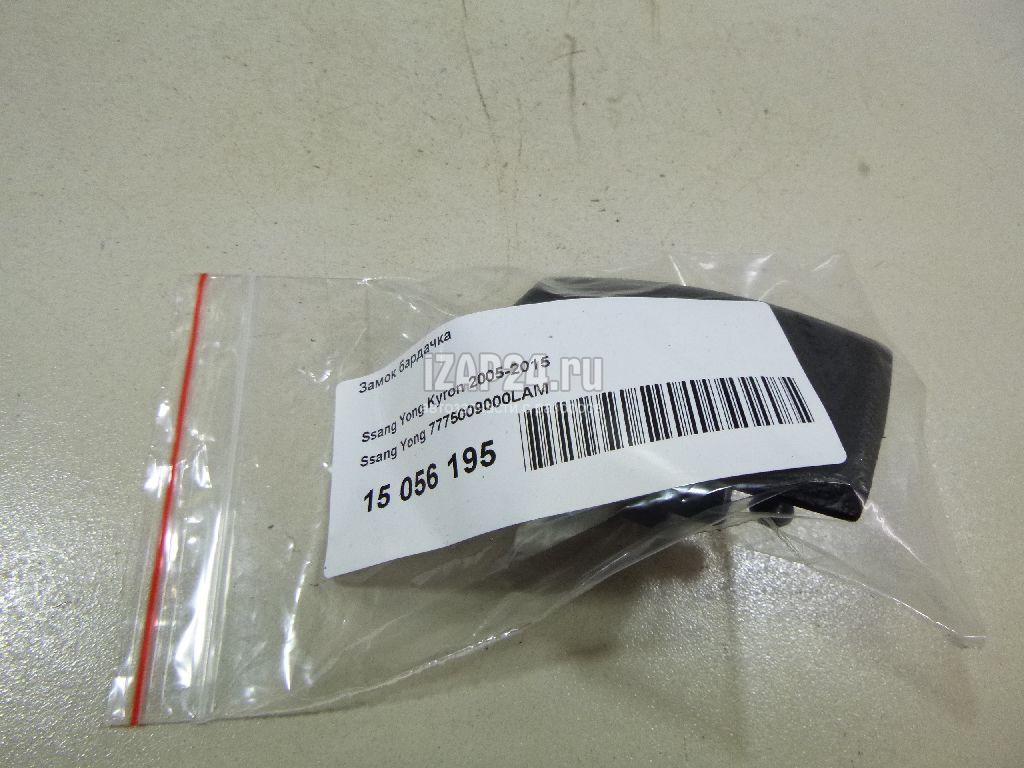 Замок бардачка
Ssang Yong Kyron 2005-2015
Ssang Yong 7775009000LAM
15 056 195
iZAP24.ru